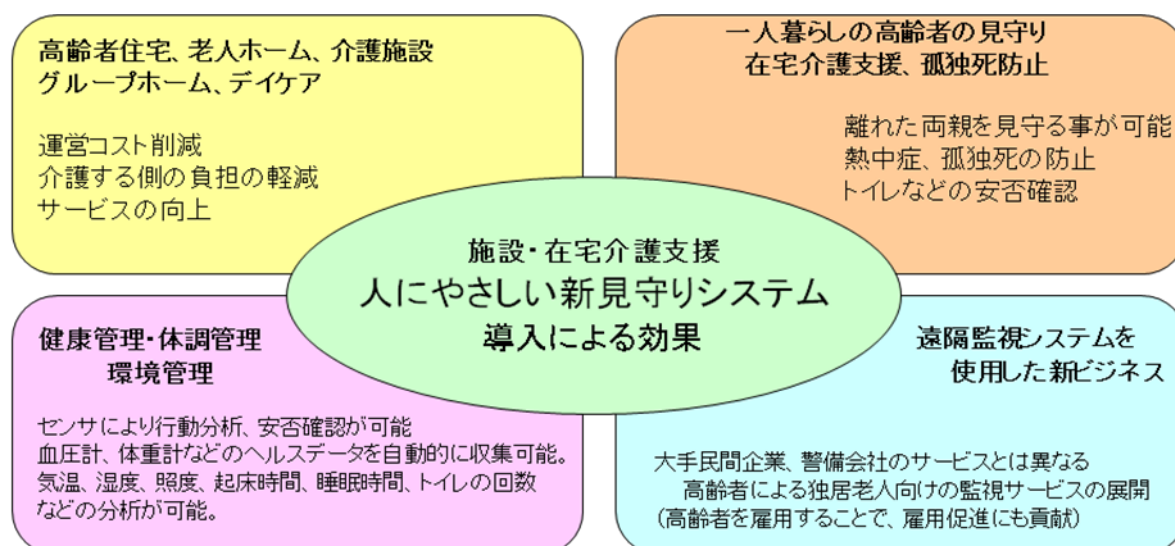 高齢者住宅、老人ホーム、介護施設
グループホーム、デイケア
運営コスト削減
介護する側の負担の軽減
サービスの向上
一人暮らしの高齢者の見守り
在宅介護支援、孤独死防止
離れた両親を見守る事が可能
熱中症、孤独死の防止
トイレなどの安否確認
施設・在宅介護支援
人にやさしい新見守りシステム
導入による効果
健康管理・体調管理
環境管理
センサにより行動分析、安否確認が可能
血圧計、体重計などのヘルスデータを自動的に収集可能。
気温、湿度、照度、起床時間、睡眠時間、トイレの回数
などの分析が可能。
遠隔監視システムを
使用した新ビジネス
大手民間企業、警備会社のサービスとは異なる
高齢者による独居老人向けの監視サービスの展開
(高齢者を雇用することで、雇用促進にも貢献)